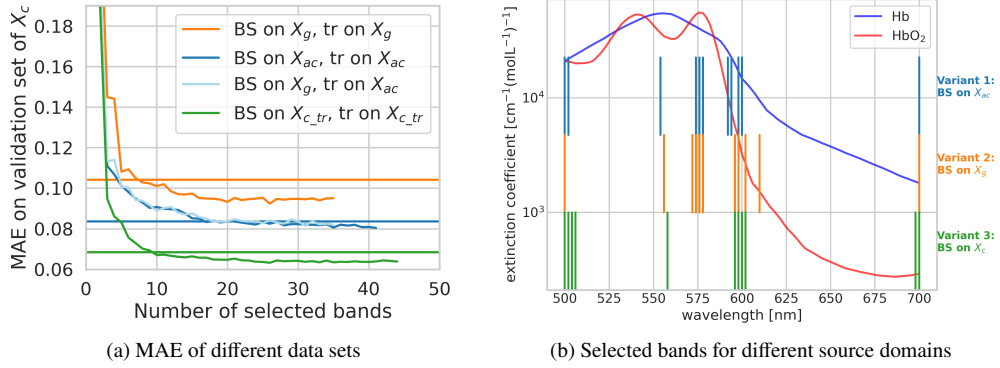 MAE on validation set of X_c
0.18
0.16
0.14
0.12
0.10
0.08
0.06
BS on X_g, tr on X_g
BS on X_ac, tr on X_ac
BS on X_g, tr on X_ac
BS on X_c_tr, tr on X_c_tr
0 10 20 30 40 50
Number of selected bands
(a) MAE of different data sets
extinction coefficient [cm⁻¹(molL⁻¹)⁻¹]
10⁴
10³
Hb
HbO₂
Variant 1:
BS on X_ac
Variant 2:
BS on X_g
Variant 3:
BS on X_c
500 525 550 575 600 625 650 675 700
wavelength [nm]
(b) Selected bands for different source domains